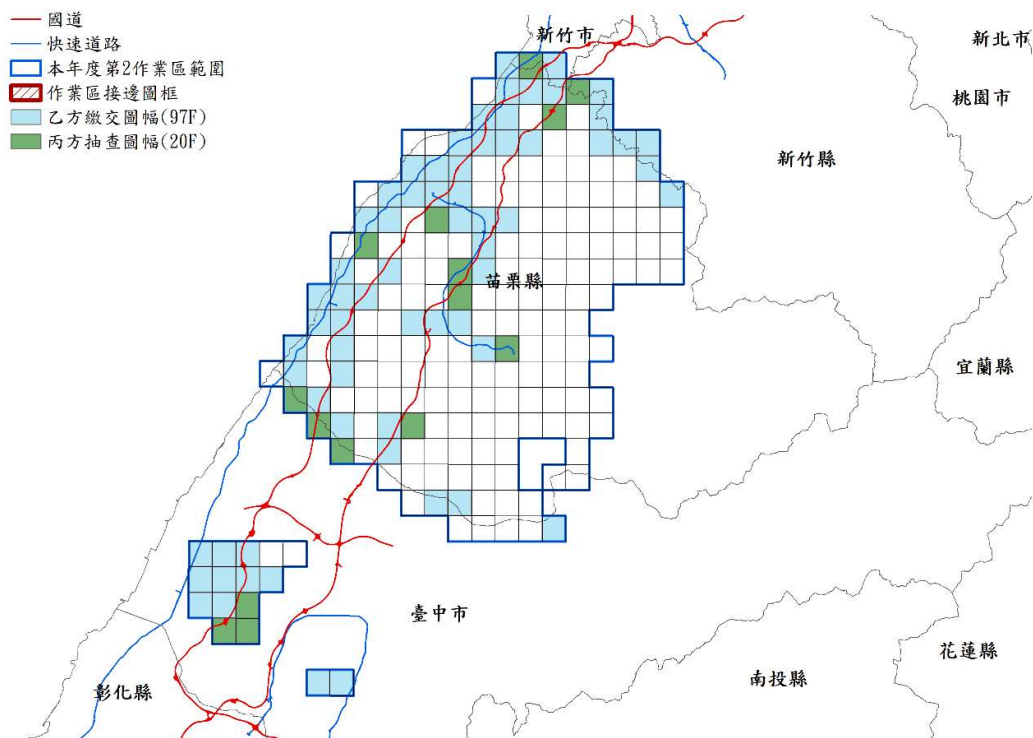 國道
快速道路
本年度第2作業區範圍
作業區接邊圖框
乙方繳交圖幅(97F)
丙方抽查圖幅(20F)
新竹市
新北市
桃園市
新竹縣
苗栗縣
宜蘭縣
臺中市
花蓮縣
南投縣
彰化縣